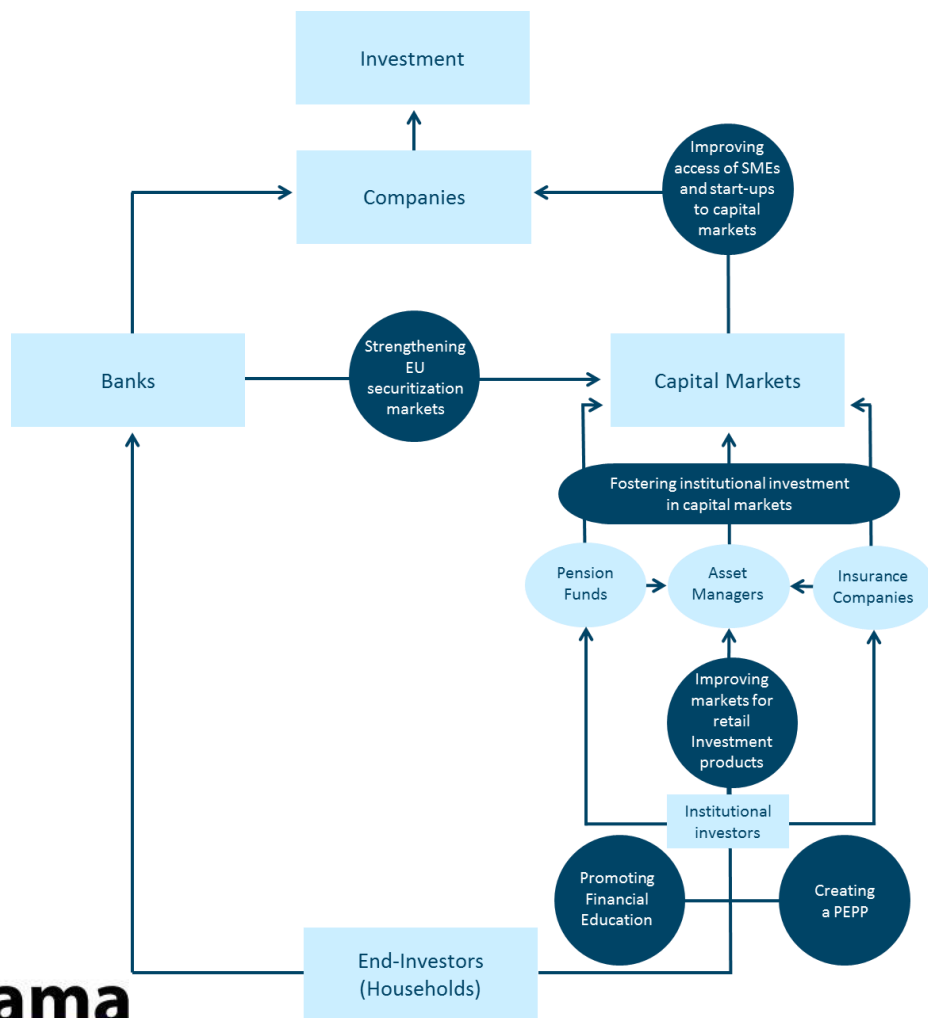 Investment
Improving
access of SMEs
and start-ups
to capital
markets
Companies
Strengthening
EU
securitization
markets
Banks
Capital Markets
Fostering institutional investment
in capital markets
Pension
Funds
Asset
Managers
Insurance
Companies
Improving
markets for
retail
Investment
products
Institutional
investors
Promoting
Financial
Education
Creating
a PEPP
End-Investors
(Households)
ama